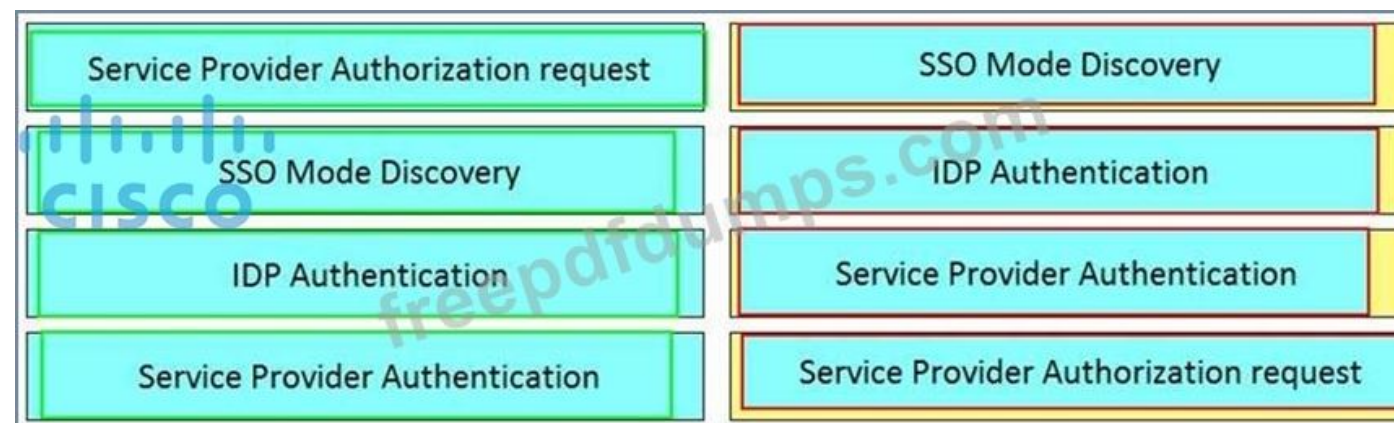 Service Provider Authorization request
SSO Mode Discovery
SSO Mode Discovery
IDP Authentication
CISCO
IDP Authentication
Service Provider Authentication
Service Provider Authentication
Service Provider Authorization request
freepdfdumps.com